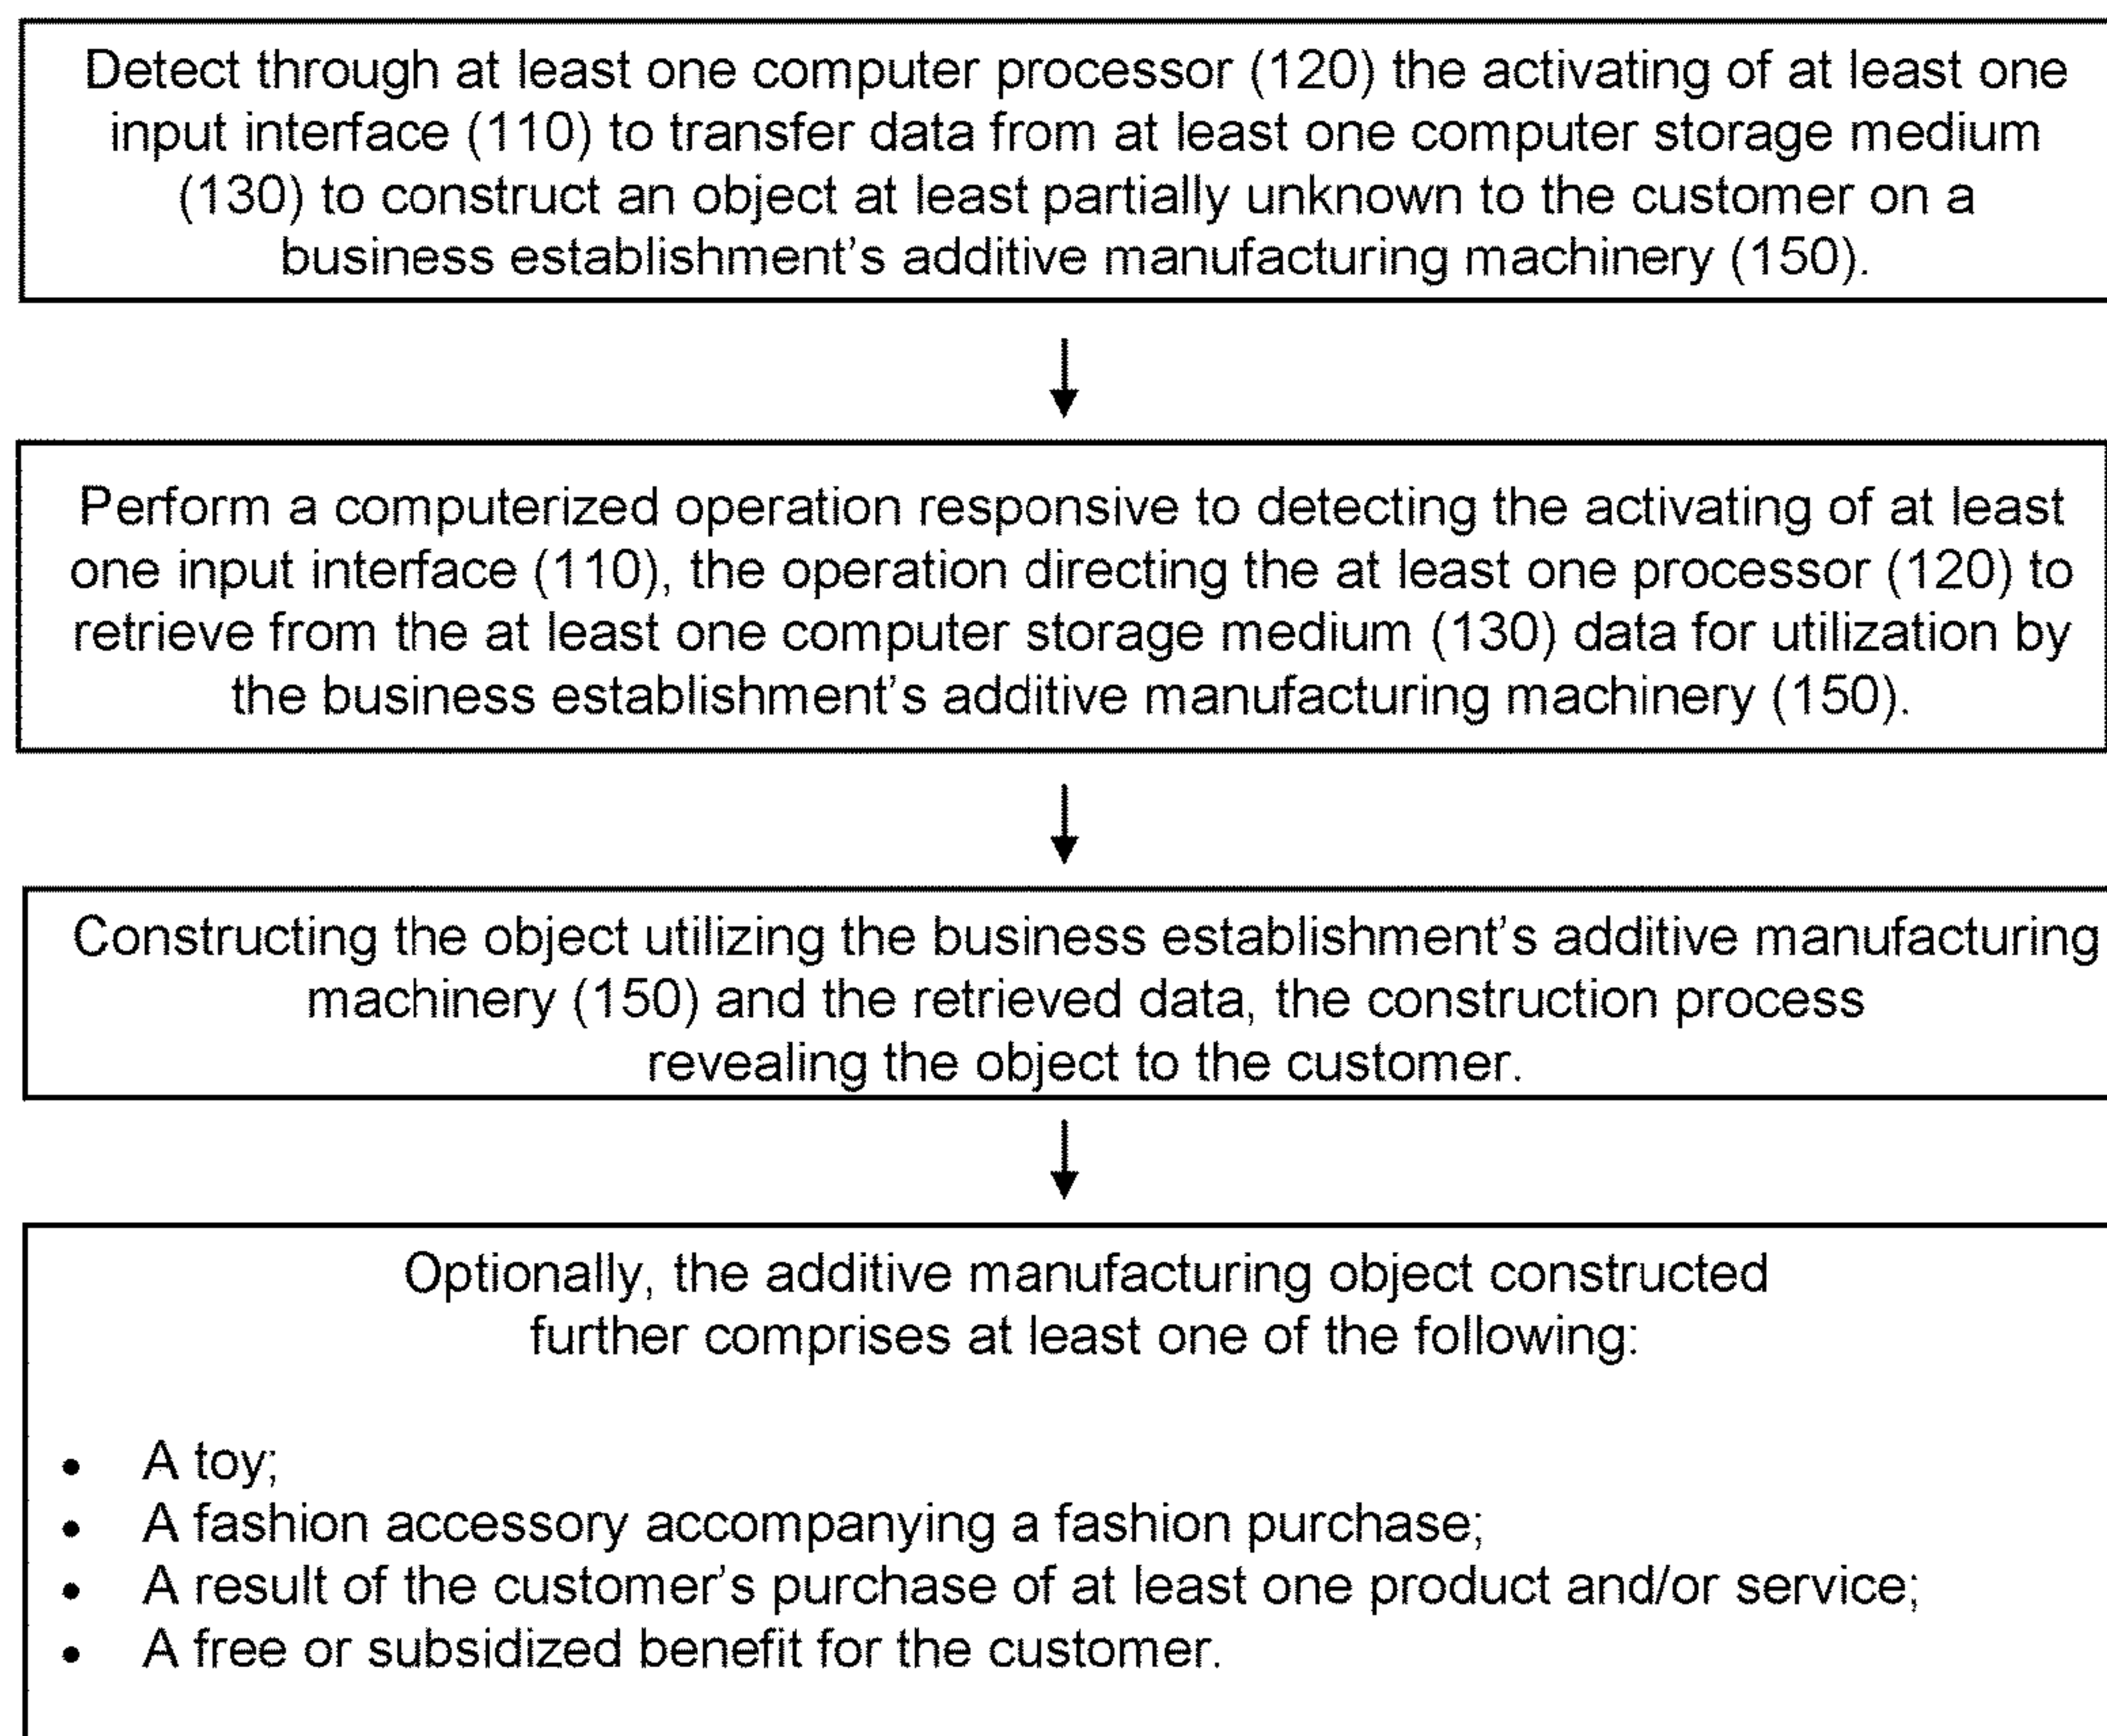 Detect through at least one computer processor (120) the activating of at least one
input interface (110) to transfer data from at least one computer storage medium
(130) to construct an object at least partially unknown to the customer on a
business establishment's additive manufacturing machinery (150).
Perform a computerized operation responsive to detecting the activating of at least
one input interface (110), the operation directing the at least one processor (120) to
retrieve from the at least one computer storage medium (130) data for utilization by
the business establishment's additive manufacturing machinery (150).
Constructing the object utilizing the business establishment's additive manufacturing
machinery (150) and the retrieved data, the construction process
revealing the object to the customer.
Optionally, the additive manufacturing object constructed
further comprises at least one of the following:
• A toy;
• A fashion accessory accompanying a fashion purchase;
• A result of the customer's purchase of at least one product and/or service;
• A free or subsidized benefit for the customer.